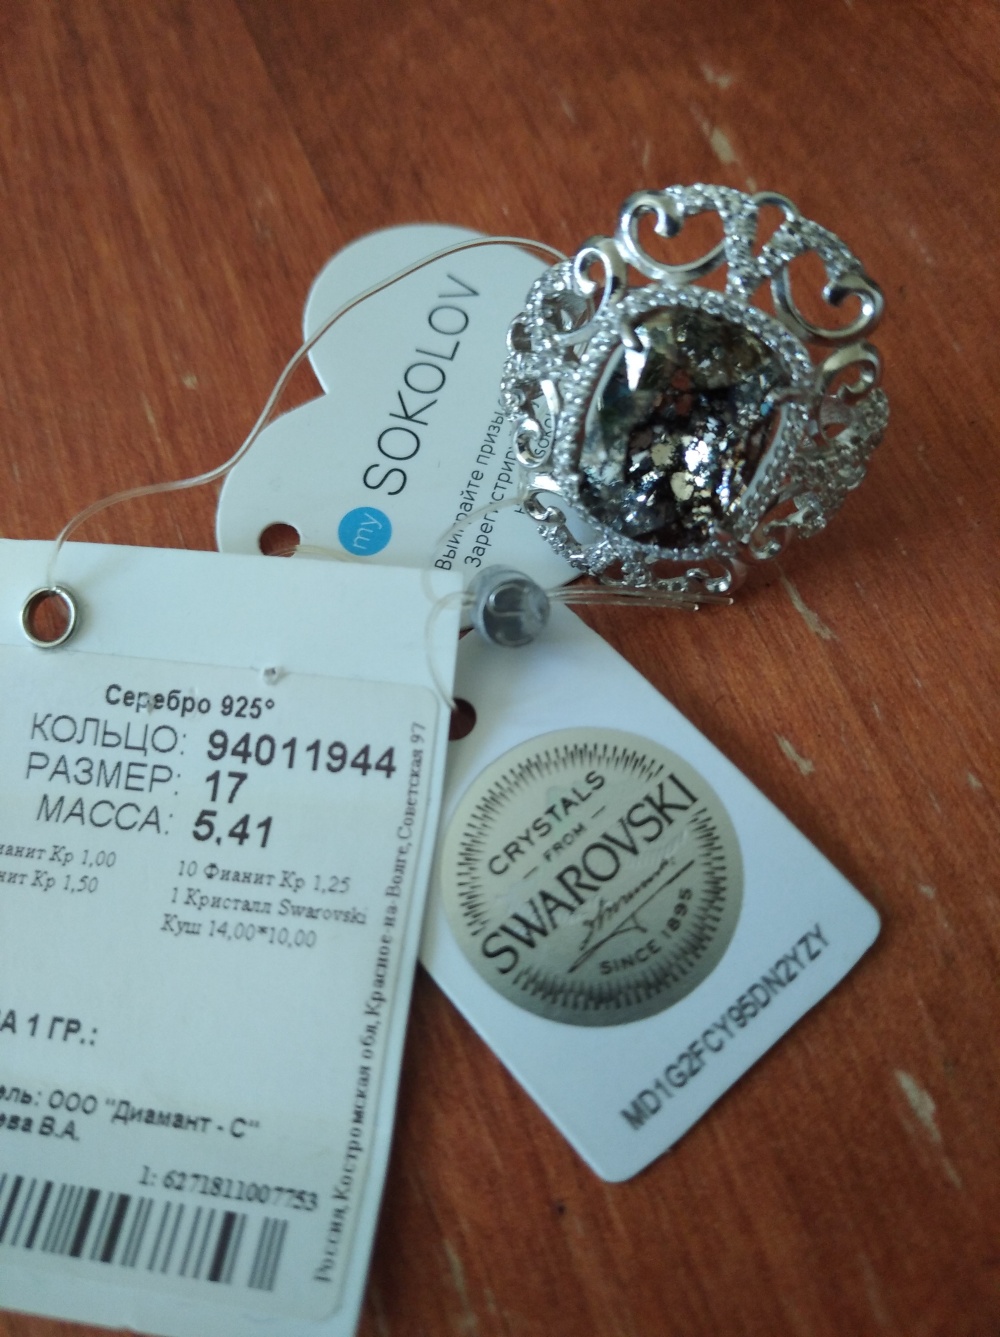 my SOKOLOV
призы
SOKO
Серебро 925°
КОЛЬЦО: 94011944
РАЗМЕР: 17
МАССА: 5,41
Кр 1,00
Кр 1,50
10 Фианит Кр 1,25
1 Кристалл Swarovski
Куш 14,00*10,00
1 ГР.:
ООО "Диамант - С"
В.А.
1: 6271811007753
Россия, Костромская обл, Красное-на-Волге, Советская 97
CRYSTALS
FROM
SWAROVSKI
SINCE 1895
MD1G2FCY95DN2YZY